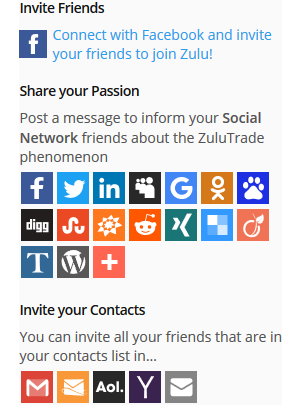 Invite Friends
Connect with Facebook and invite
your friends to join Zulu!
Share your Passion
Post a message to inform your Social
Network friends about the ZuluTrade
phenomenon
digg
Invite your Contacts
You can invite all your friends that are in
your contacts list in...
Aol.